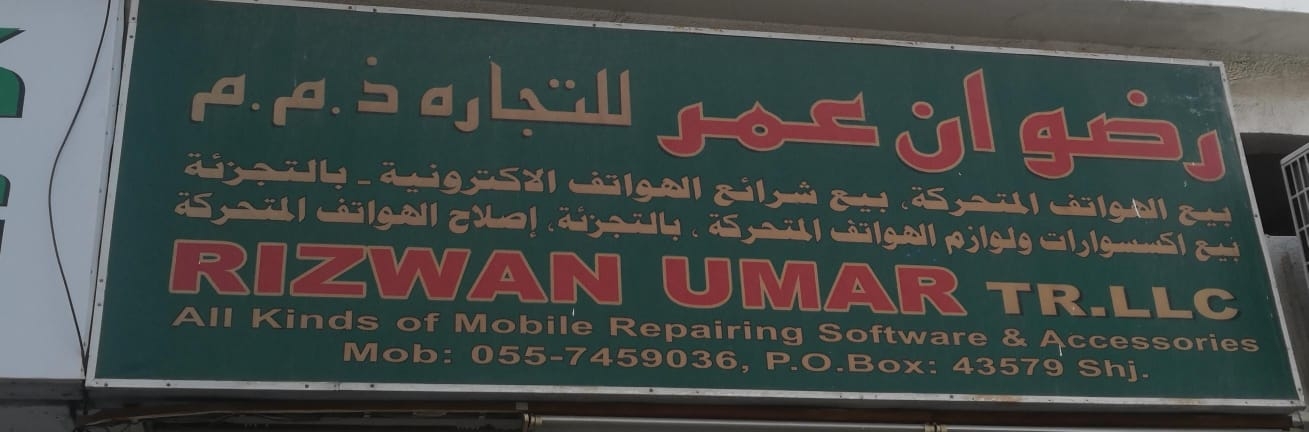 رضوان عمر للتجاره ذ.م.م
بيع الهواتف المتحركة، بيع شرائع الهواتف الاكترونية - بالتجزئة
بيع اكسسوارات ولوازم الهواتف المتحركة ، بالتجزئة، إصلاح الهواتف المتحركة
RIZWAN UMAR TR.LLC
All Kinds of Mobile Repairing Software & Accessories
Mob: 055-7459036, P.O.Box: 43579 Shj.